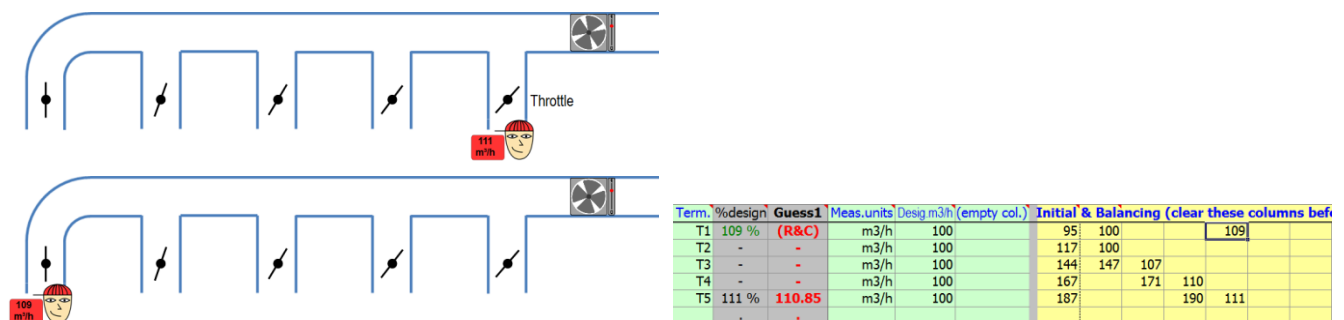 Throttle
111
m³/h
109
m³/h
Term. %design Guess1 Meas.units Desig.m3/h (empty col.) Initial & Balancing (clear these columns befo
T1 109 % (R&C) m3/h 100 95 100 109
T2 - - m3/h 100 117 100
T3 - - m3/h 100 144 147 107
T4 - - m3/h 100 167 171 110
T5 111 % 110.85 m3/h 100 187 190 111